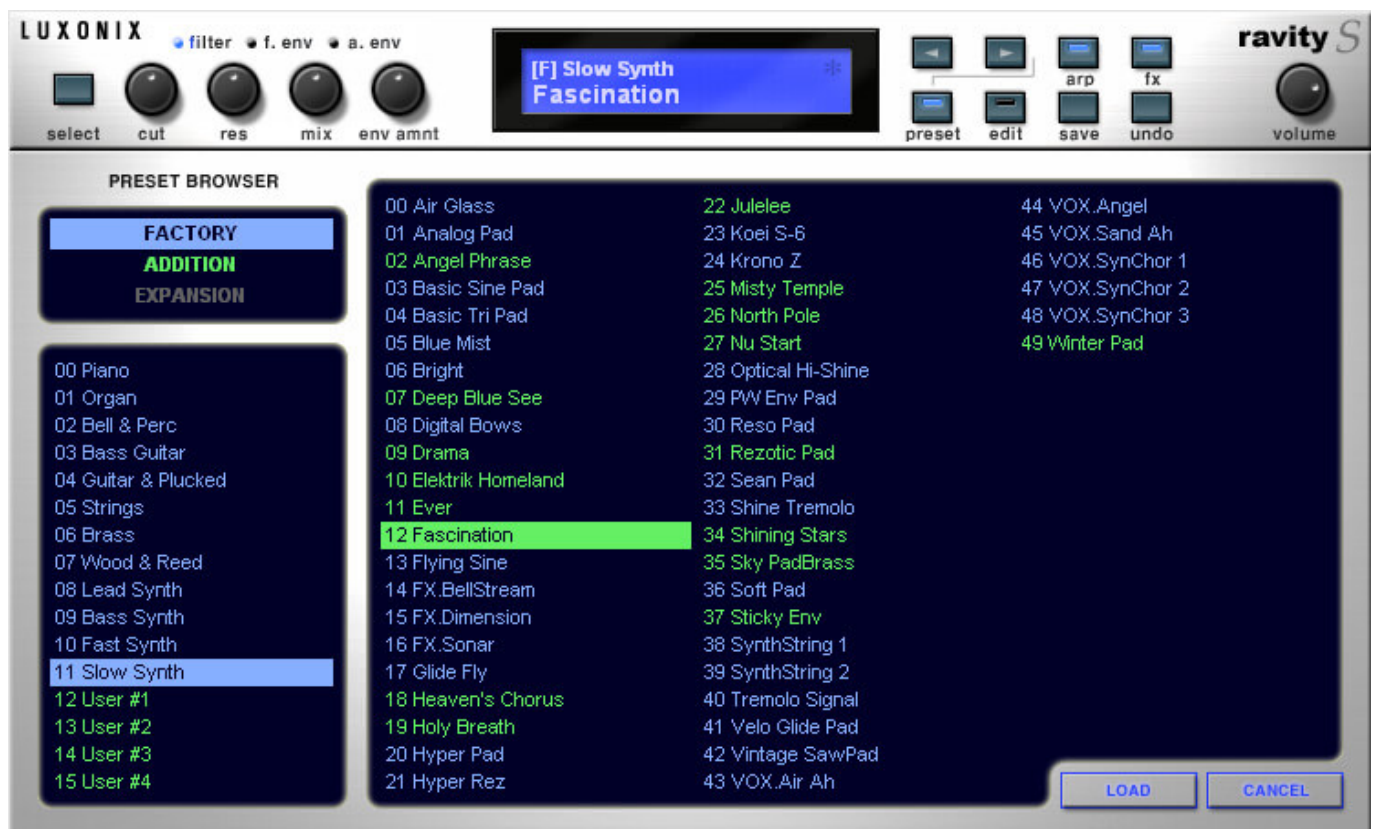 LUXONIX
filter f. env a. env
select cut res mix env amnt
[F] Slow Synth *
Fascination
arp fx
preset edit save undo
ravity S
volume
PRESET BROWSER
FACTORY
ADDITION
EXPANSION
00 Piano
01 Organ
02 Bell & Perc
03 Bass Guitar
04 Guitar & Plucked
05 Strings
06 Brass
07 Wood & Reed
08 Lead Synth
09 Bass Synth
10 Fast Synth
11 Slow Synth
12 User #1
13 User #2
14 User #3
15 User #4
00 Air Glass
01 Analog Pad
02 Angel Phrase
03 Basic Sine Pad
04 Basic Tri Pad
05 Blue Mist
06 Bright
07 Deep Blue See
08 Digital Bows
09 Drama
10 Elektrik Homeland
11 Ever
12 Fascination
13 Flying Sine
14 FX.BellStream
15 FX.Dimension
16 FX.Sonar
17 Glide Fly
18 Heaven's Chorus
19 Holy Breath
20 Hyper Pad
21 Hyper Rez
22 Julelee
23 Koei S-6
24 Krono Z
25 Misty Temple
26 North Pole
27 Nu Start
28 Optical Hi-Shine
29 PW Env Pad
30 Reso Pad
31 Rezotic Pad
32 Sean Pad
33 Shine Tremolo
34 Shining Stars
35 Sky PadBrass
36 Soft Pad
37 Sticky Env
38 SynthString 1
39 SynthString 2
40 Tremolo Signal
41 Velo Glide Pad
42 Vintage SawPad
43 VOX.Air Ah
44 VOX.Angel
45 VOX.Sand Ah
46 VOX.SynChor 1
47 VOX.SynChor 2
48 VOX.SynChor 3
49 Winter Pad
LOAD CANCEL